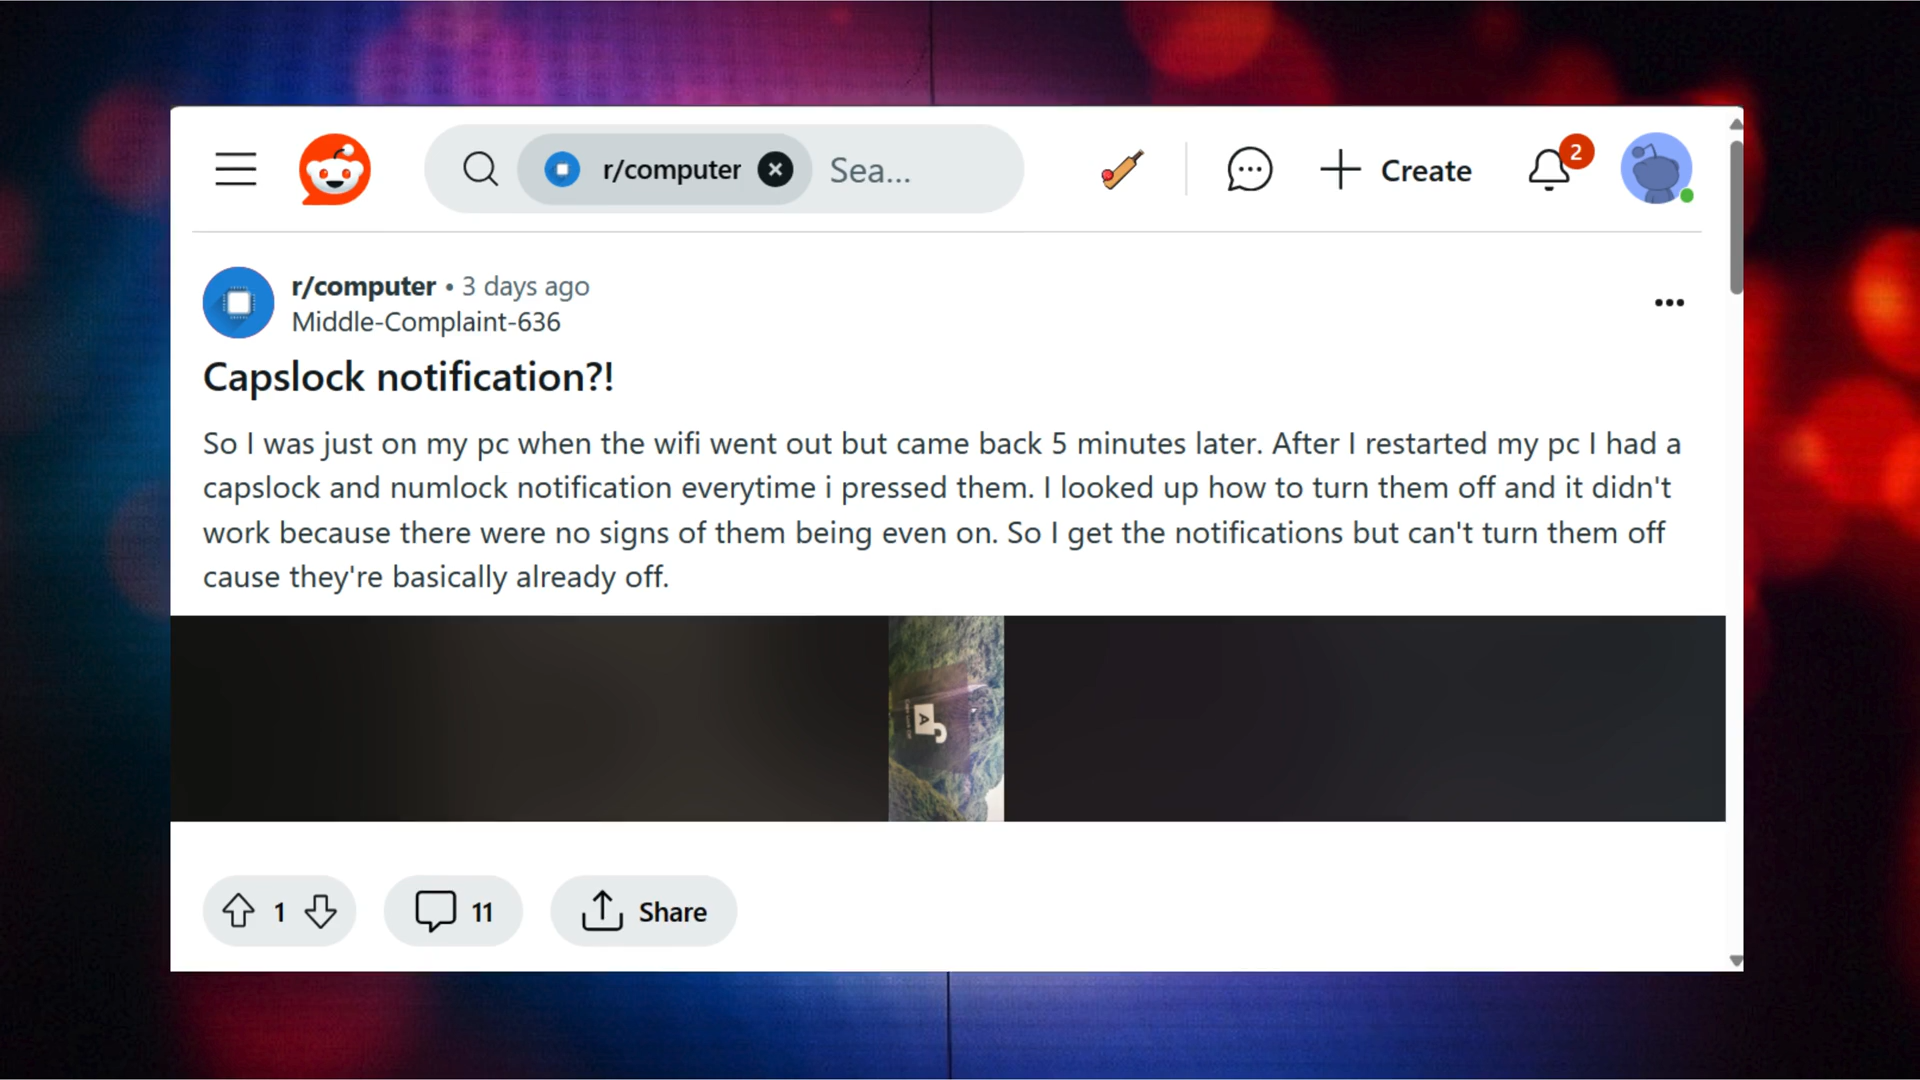 r/computer Sea...
Create
2
r/computer • 3 days ago
Middle-Complaint-636
Capslock notification?!
So I was just on my pc when the wifi went out but came back 5 minutes later. After I restarted my pc I had a
capslock and numlock notification everytime i pressed them. I looked up how to turn them off and it didn't
work because there were no signs of them being even on. So I get the notifications but can't turn them off
cause they're basically already off.
A
1
11
Share